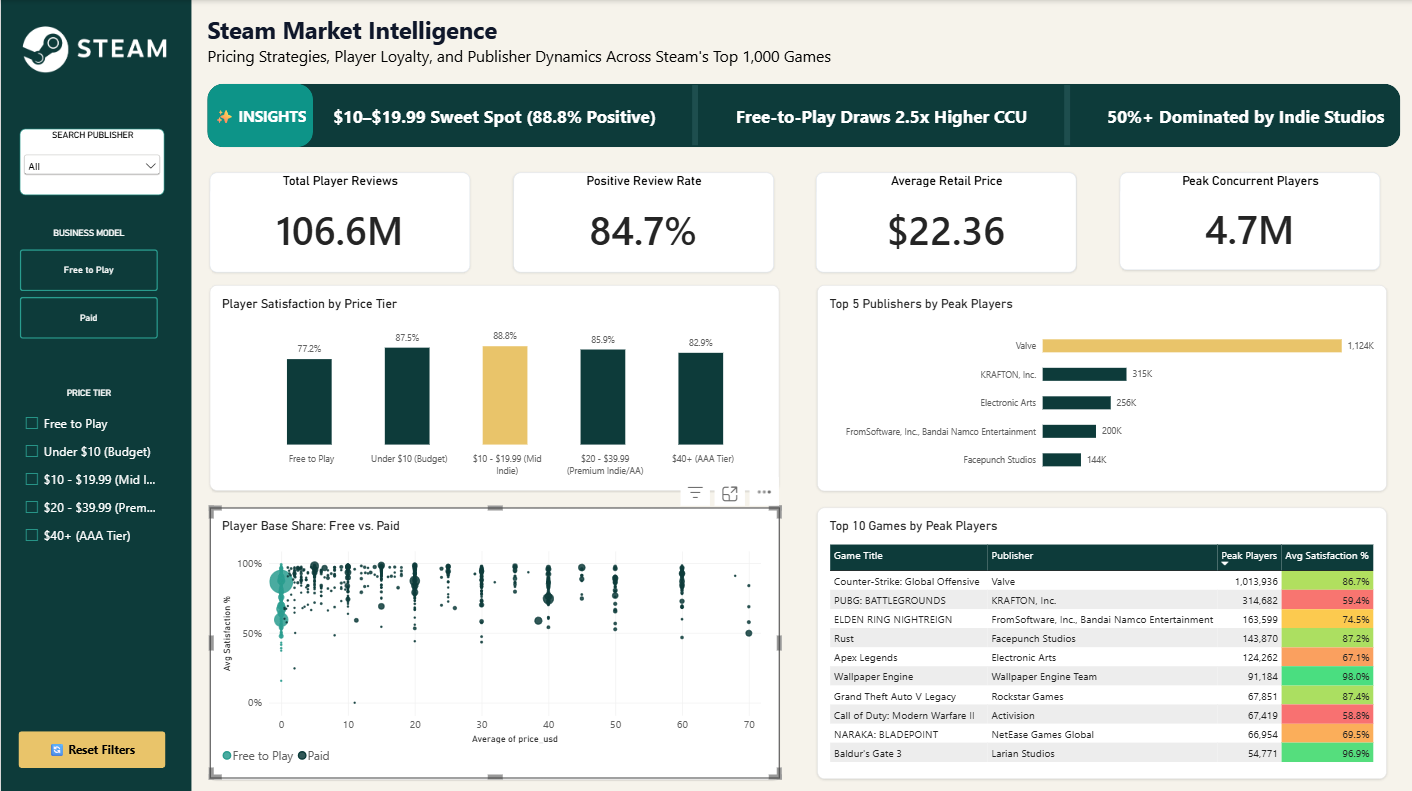 STEAM
Steam Market Intelligence
Pricing Strategies, Player Loyalty, and Publisher Dynamics Across Steam's Top 1,000 Games
✨ INSIGHTS
$10–$19.99 Sweet Spot (88.8% Positive)
Free-to-Play Draws 2.5x Higher CCU
50%+ Dominated by Indie Studios
SEARCH PUBLISHER
All
BUSINESS MODEL
Free to Play
Paid
PRICE TIER
Free to Play
Under $10 (Budget)
$10 - $19.99 (Mid I...
$20 - $39.99 (Prem...
$40+ (AAA Tier)
🔄 Reset Filters
Total Player Reviews
106.6M
Positive Review Rate
84.7%
Average Retail Price
$22.36
Peak Concurrent Players
4.7M
Player Satisfaction by Price Tier
77.2%
87.5%
88.8%
85.9%
82.9%
Free to Play
Under $10 (Budget)
$10 - $19.99 (Mid
Indie)
$20 - $39.99
(Premium Indie/AA)
$40+ (AAA Tier)
Top 5 Publishers by Peak Players
Valve 1,124K
KRAFTON, Inc. 315K
Electronic Arts 256K
FromSoftware, Inc., Bandai Namco Entertainment 200K
Facepunch Studios 144K
Player Base Share: Free vs. Paid
Avg Satisfaction %
100%
50%
0%
0 10 20 30 40 50 60 70
Average of price_usd
Free to Play Paid
Top 10 Games by Peak Players
Game Title Publisher Peak Players Avg Satisfaction %
Counter-Strike: Global Offensive Valve 1,013,936 86.7%
PUBG: BATTLEGROUNDS KRAFTON, Inc. 314,682 59.4%
ELDEN RING NIGHTREIGN FromSoftware, Inc., Bandai Namco Entertainment 163,599 74.5%
Rust Facepunch Studios 143,870 87.2%
Apex Legends Electronic Arts 124,262 67.1%
Wallpaper Engine Wallpaper Engine Team 91,184 98.0%
Grand Theft Auto V Legacy Rockstar Games 67,851 87.4%
Call of Duty: Modern Warfare II Activision 67,419 58.8%
NARAKA: BLADEPOINT NetEase Games Global 66,954 69.5%
Baldur's Gate 3 Larian Studios 54,771 96.9%